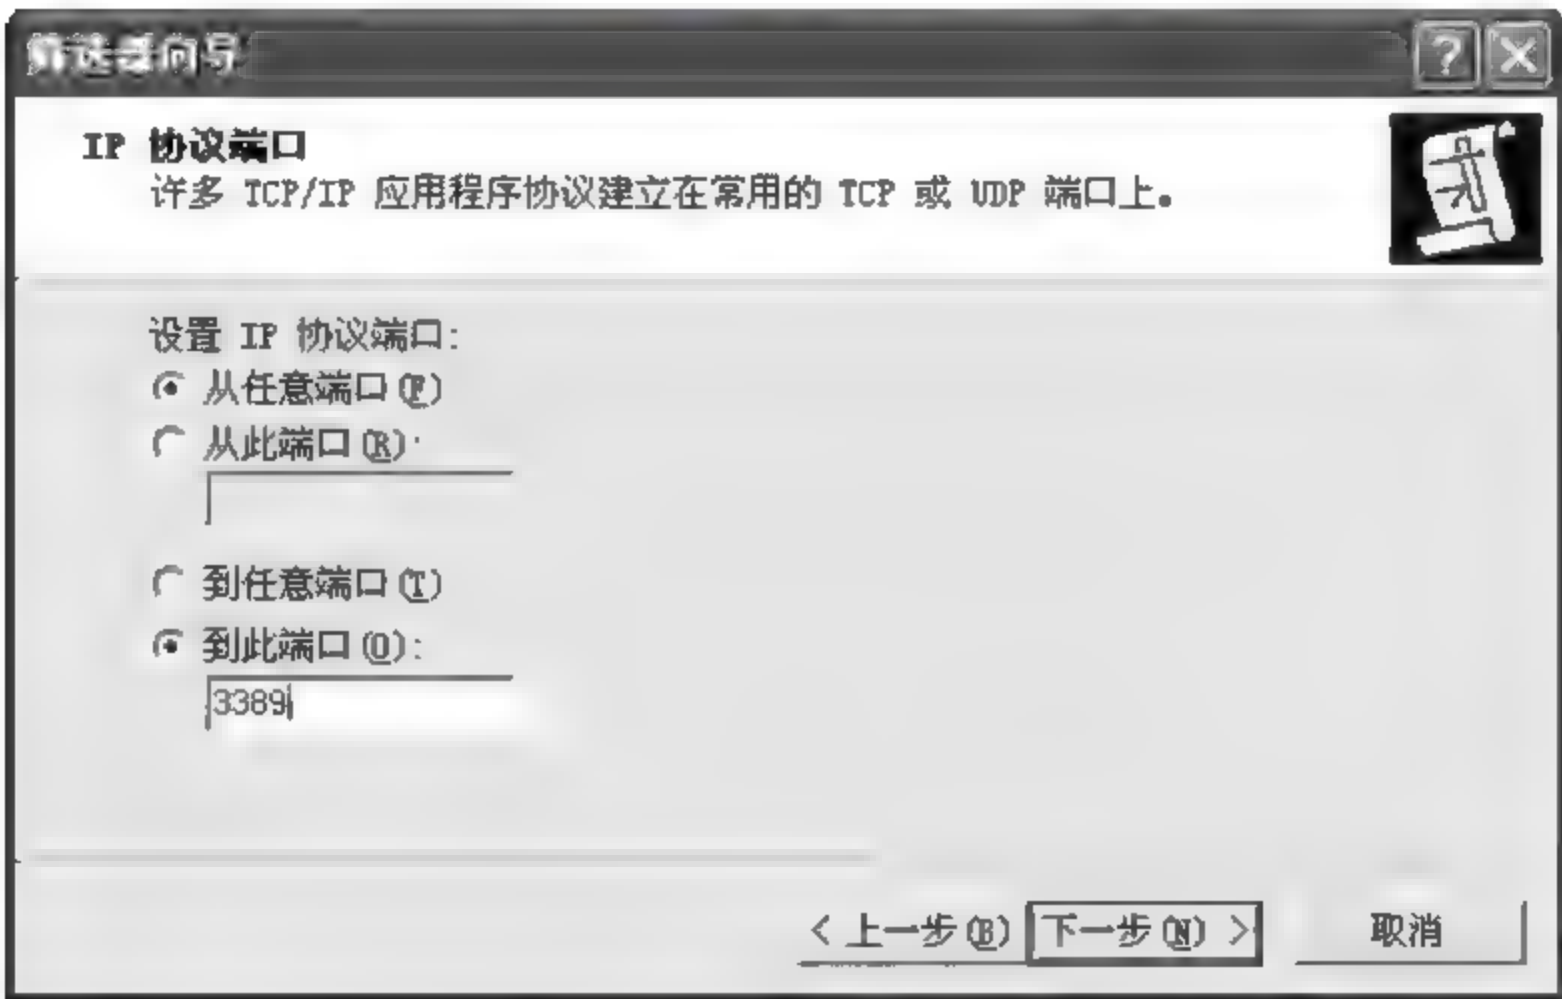 筛选器向导
IP 协议端口
许多 TCP/IP 应用程序协议建立在常用的 TCP 或 UDP 端口上。
设置 IP 协议端口:
从任意端口(F)
从此端口(R):
到任意端口(T)
到此端口(O):
3389
< 上一步(B) 下一步(N) > 取消